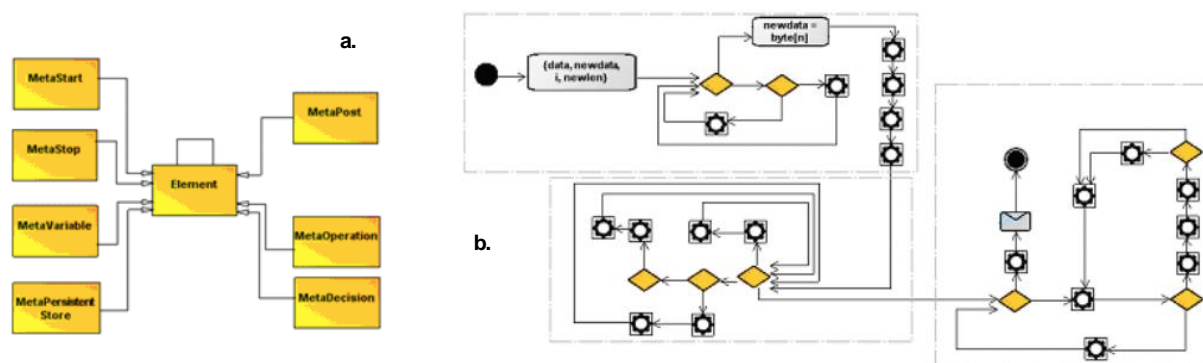 a.
MetaStart
MetaStop
MetaVariable
MetaPersistent
Store
Element
MetaPost
MetaOperation
MetaDecision
b.
{data, newdata,
i, newlen}
newdata =
byte[n]